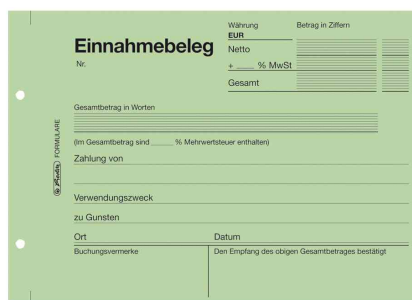 Währung
Betrag in Ziffern
EUR
Einnahmebeleg
Netto
Nr.
+ ____ % MwSt
Gesamt
Gesamtbetrag in Worten
(Im Gesamtbetrag sind _____ % Mehrwertsteuer enthalten)
Zahlung von
Verwendungszweck
zu Gunsten
Ort
Datum
Buchungsvermerke
Den Empfang des obigen Gesamtbetrages bestätigt
FORMULARE